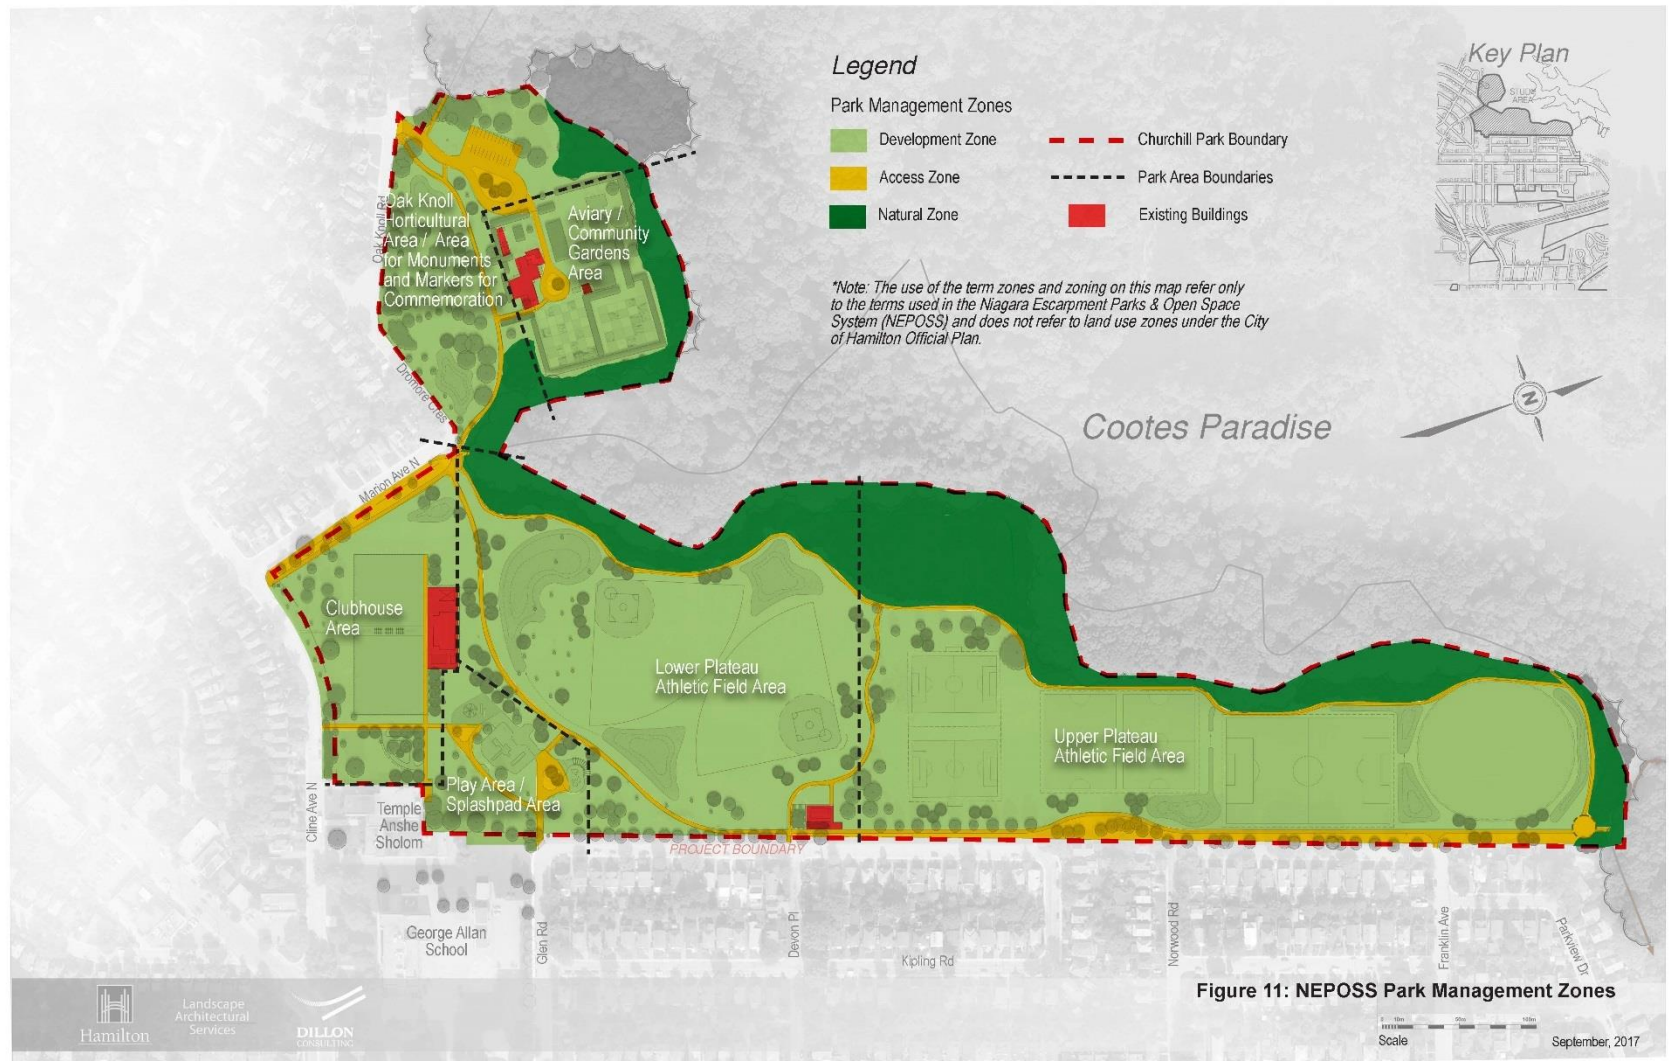 Legend
Park Management Zones
Development Zone
Access Zone
Natural Zone
Churchill Park Boundary
Park Area Boundaries
Existing Buildings
*Note: The use of the term zones and zoning on this map refer only
to the terms used in the Niagara Escarpment Parks & Open Space
System (NEPOSS) and does not refer to land use zones under the City
of Hamilton Official Plan.
Key Plan
STUDY
AREA
Oak Knoll Rd
Oak Knoll
Horticultural
Area / Area
for Monuments
and Markers for
Commemoration
Aviary /
Community
Gardens
Area
Dromore Cres
Marion Ave N
Cootes Paradise
N
Clubhouse
Area
Lower Plateau
Athletic Field Area
Upper Plateau
Athletic Field Area
Play Area /
Splashpad Area
Cline Ave N
Temple
Anshe
Sholom
PROJECT BOUNDARY
George Allan
School
Glen Rd
Devon Pl
Kipling Rd
Norwood Rd
Franklin Ave
Parkview Dr
Figure 11: NEPOSS Park Management Zones
0 10m 50m 100m
Scale
September, 2017
Hamilton
Landscape
Architectural
Services
DILLON
CONSULTING